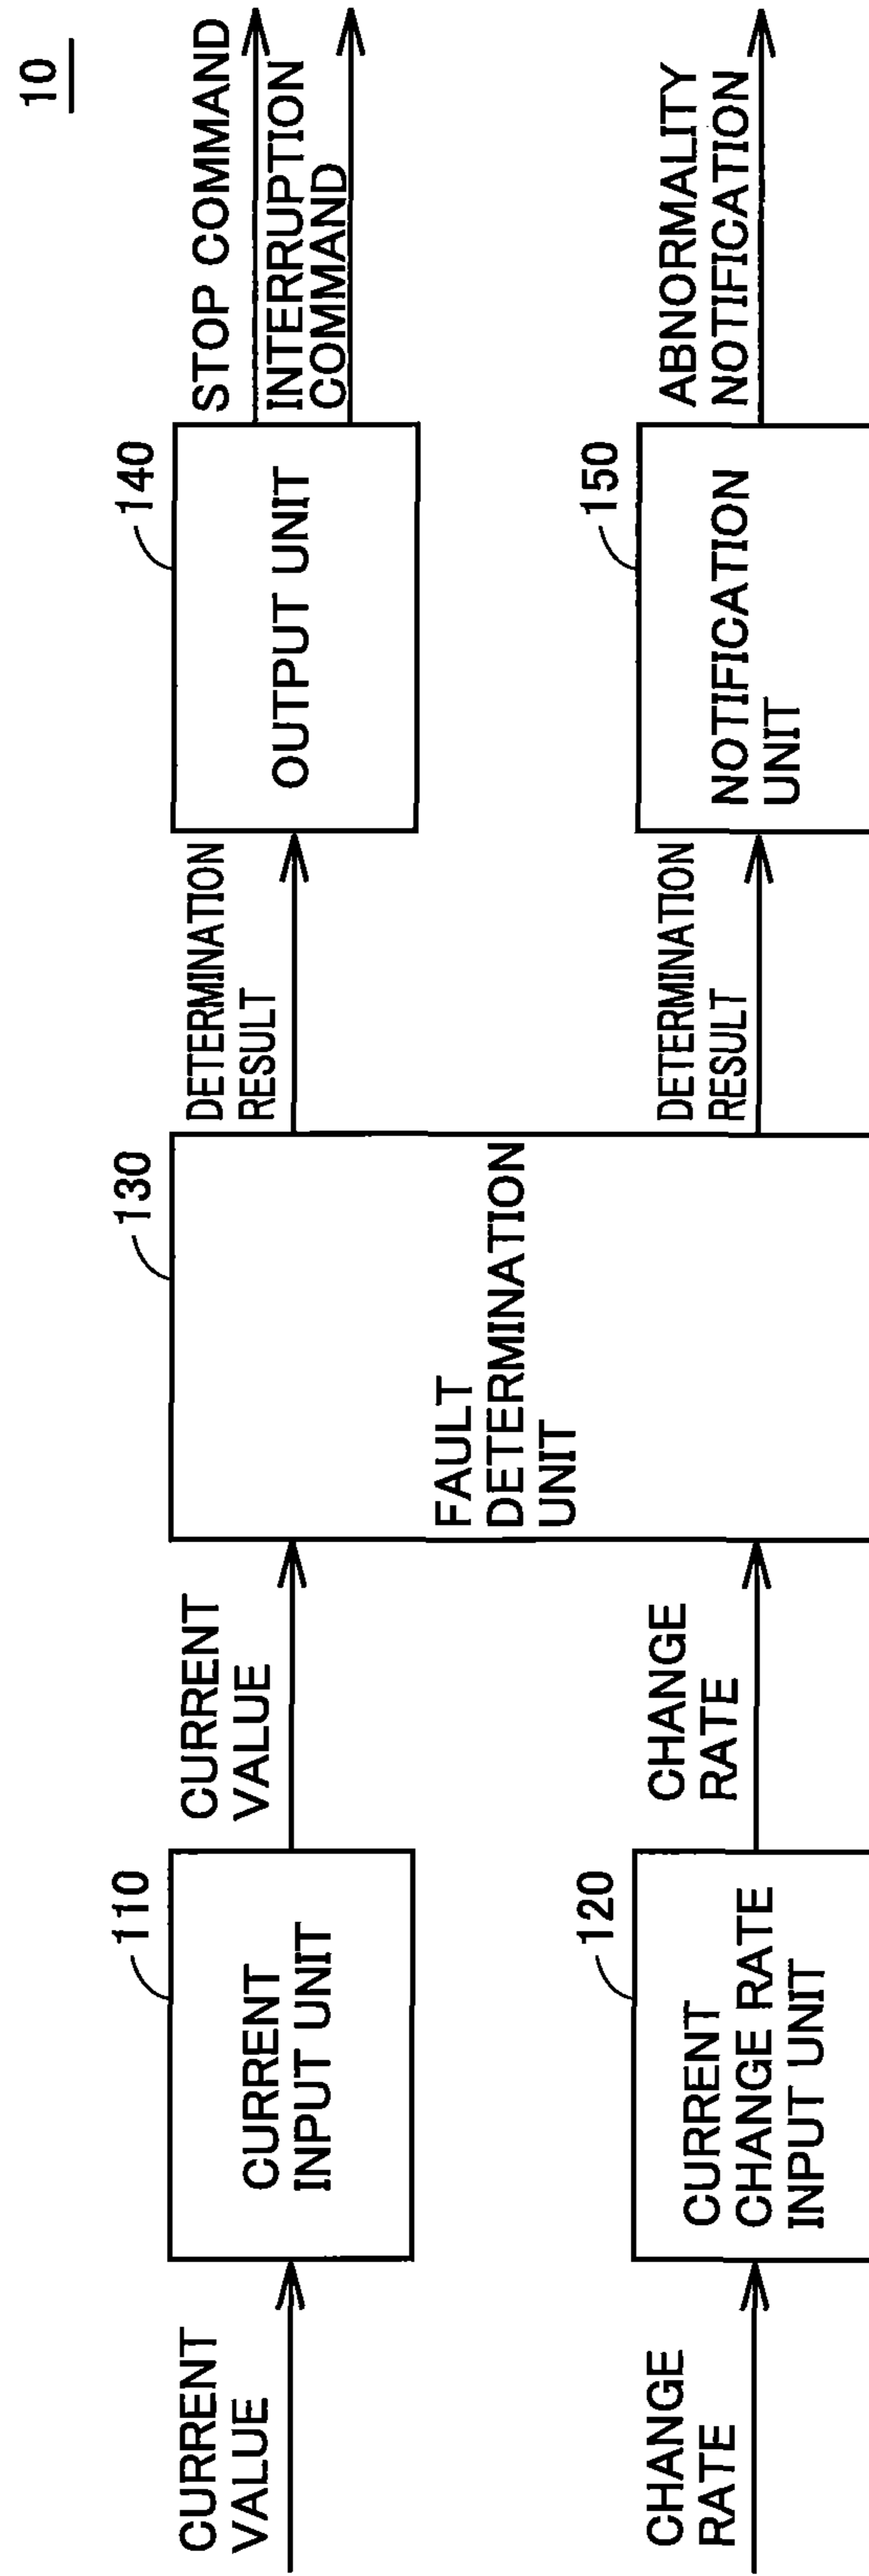 10
CURRENT
VALUE
110
CURRENT
INPUT UNIT
CURRENT
VALUE
130
FAULT
DETERMINATION
UNIT
DETERMINATION
RESULT
140
OUTPUT UNIT
STOP COMMAND
INTERRUPTION
COMMAND
CHANGE
RATE
120
CURRENT
CHANGE RATE
INPUT UNIT
CHANGE
RATE
DETERMINATION
RESULT
150
NOTIFICATION
UNIT
ABNORMALITY
NOTIFICATION